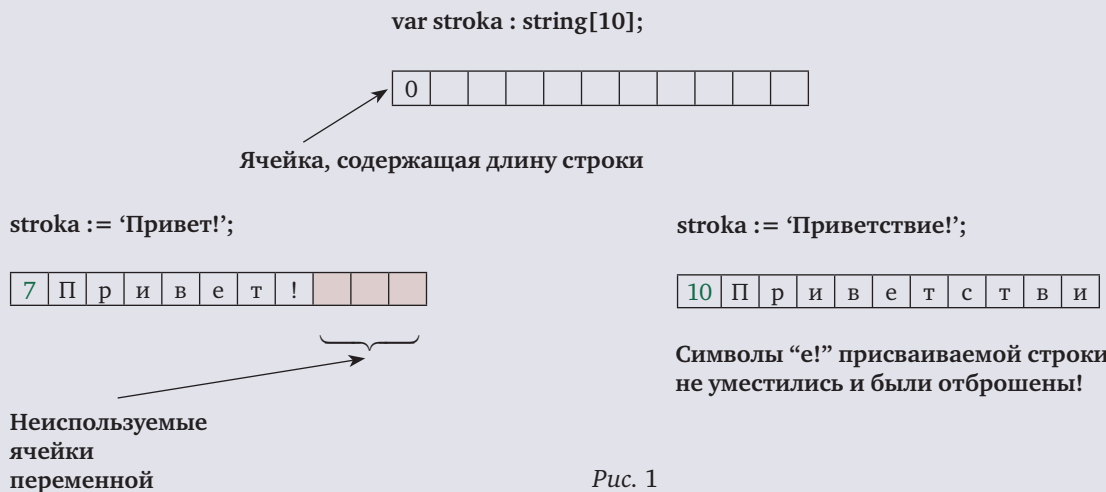 var stroka : string[10];
0
Ячейка, содержащая длину строки
stroka := ‘Привет!’;
7 П р и в е т !
Неиспользуемые
ячейки
переменной
stroka := ‘Приветствие!’;
10 П р и в е т с т в и
Символы “е!” присваиваемой строки
не уместились и были отброшены!
Рис. 1